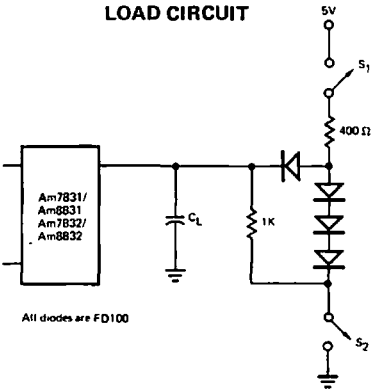 LOAD CIRCUIT
5V
S1
400 Ω
Am7831/
Am8831
Am7832/
Am8832
CL
1K
All diodes are FD100
S2